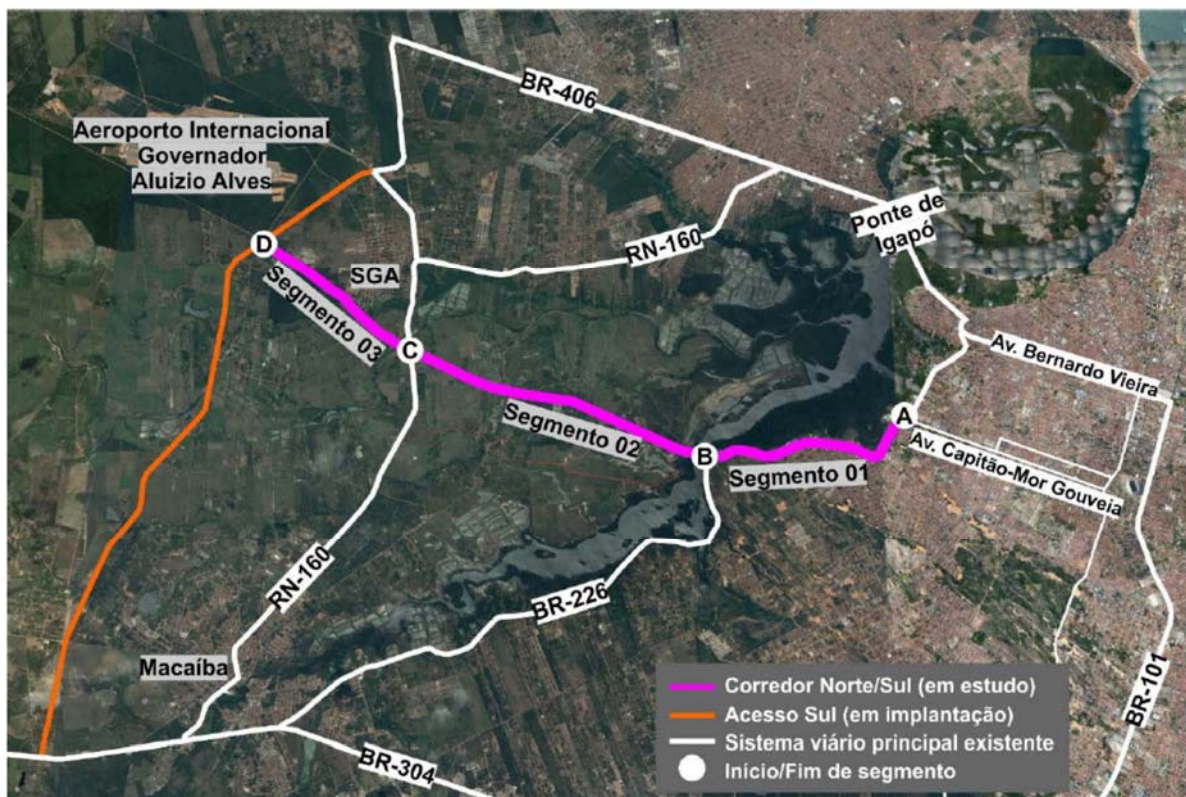 BR-406
Aeroporto Internacional
Governador
Aluizio Alves
Ponte de
Igapó
RN-160
D
SGA
Segmento 03
C
Av. Bernardo Vieira
Segmento 02
A
B
Av. Capitão-Mor Gouveia
Segmento 01
RN-160
BR-226
Macaíba
BR-101
BR-304
Corredor Norte/Sul (em estudo)
Acesso Sul (em implantação)
Sistema viário principal existente
Início/Fim de segmento